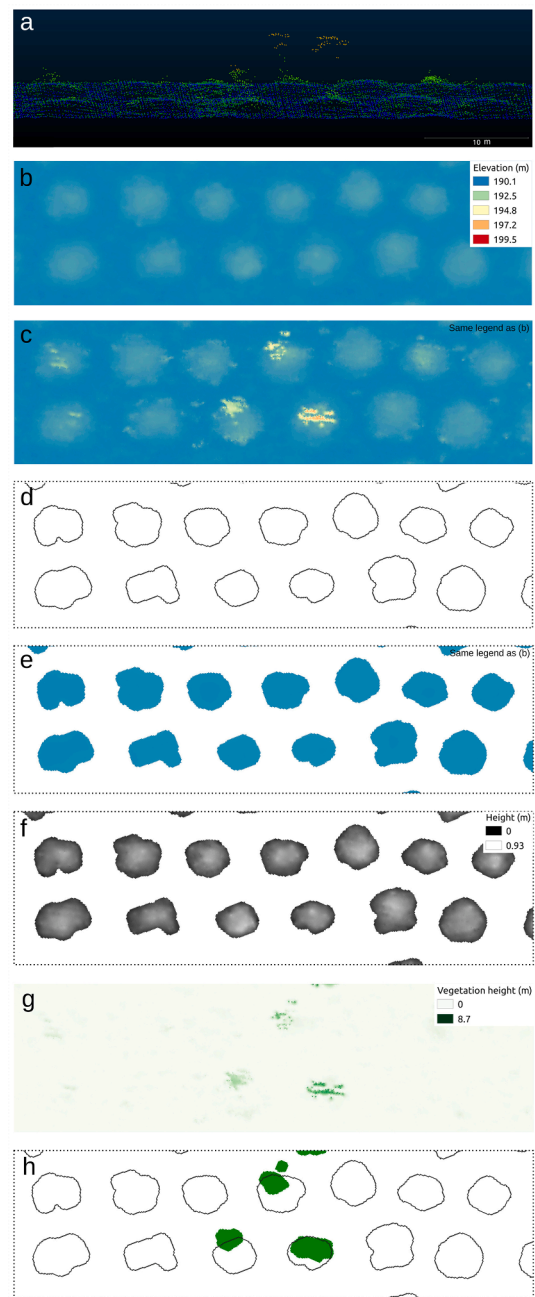 a
10 m
b
Elevation (m)
190.1
192.5
194.8
197.2
199.5
c
Same legend as (b)
d
e
Same legend as (b)
f
Height (m)
0
0.93
g
Vegetation height (m)
0
8.7
h